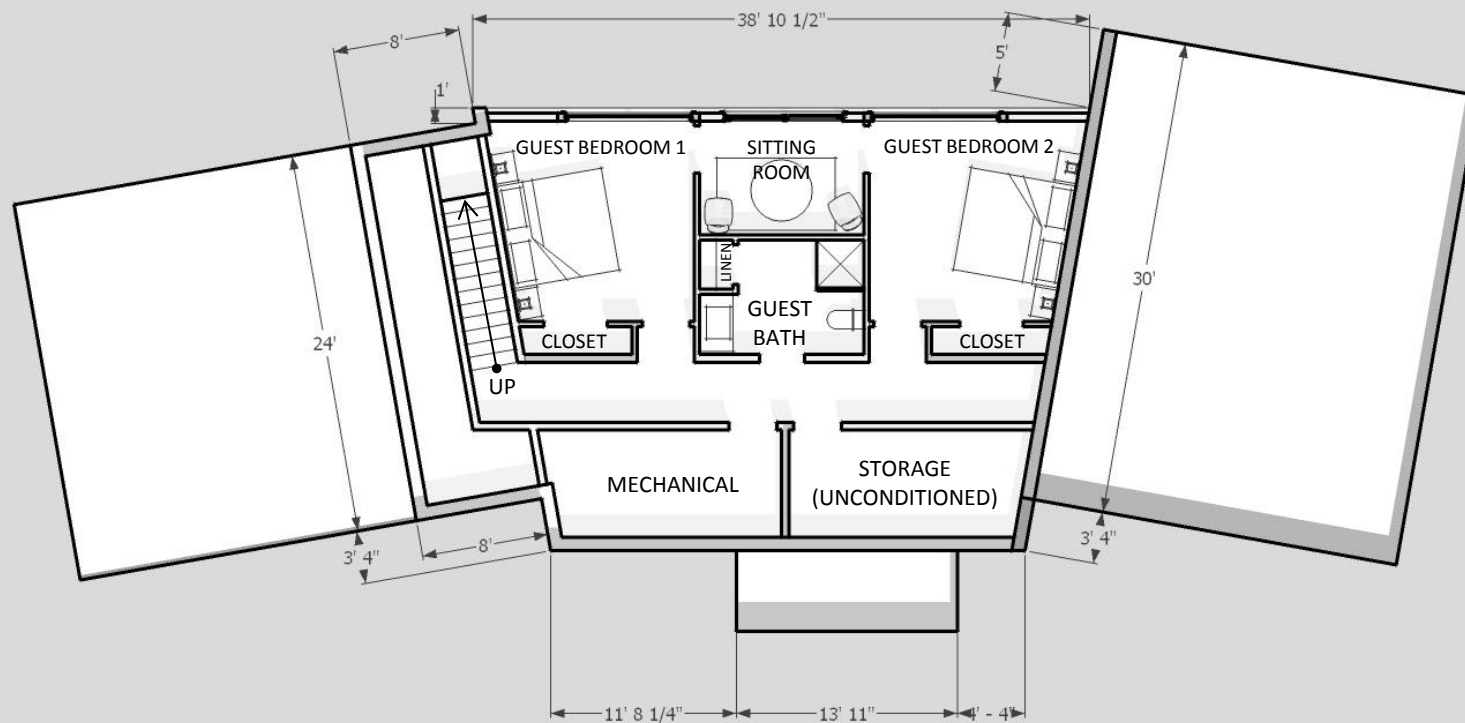 38' 10 1/2"
8'
5'
1'
GUEST BEDROOM 1
SITTING
ROOM
GUEST BEDROOM 2
LINEN
30'
24'
GUEST
BATH
CLOSET
CLOSET
UP
MECHANICAL
STORAGE
(UNCONDITIONED)
3' 4"
8'
3' 4"
11' 8 1/4"
13' 11"
4' - 4"